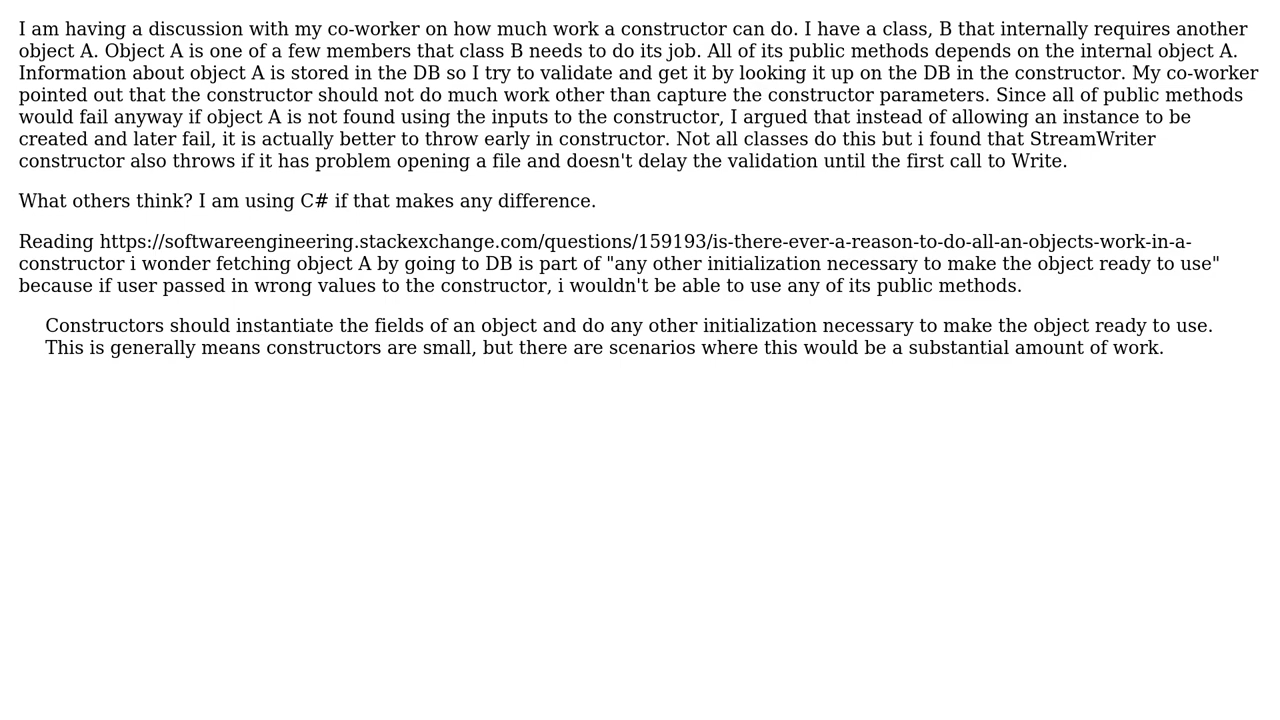 I am having a discussion with my co-worker on how much work a constructor can do. I have a class, B that internally requires another
object A. Object A is one of a few members that class B needs to do its job. All of its public methods depends on the internal object A.
Information about object A is stored in the DB so I try to validate and get it by looking it up on the DB in the constructor. My co-worker
pointed out that the constructor should not do much work other than capture the constructor parameters. Since all of public methods
would fail anyway if object A is not found using the inputs to the constructor, I argued that instead of allowing an instance to be
created and later fail, it is actually better to throw early in constructor. Not all classes do this but i found that StreamWriter
constructor also throws if it has problem opening a file and doesn't delay the validation until the first call to Write.
What others think? I am using C# if that makes any difference.
Reading https://softwareengineering.stackexchange.com/questions/159193/is-there-ever-a-reason-to-do-all-an-objects-work-in-a-
constructor i wonder fetching object A by going to DB is part of "any other initialization necessary to make the object ready to use"
because if user passed in wrong values to the constructor, i wouldn't be able to use any of its public methods.
Constructors should instantiate the fields of an object and do any other initialization necessary to make the object ready to use.
This is generally means constructors are small, but there are scenarios where this would be a substantial amount of work.